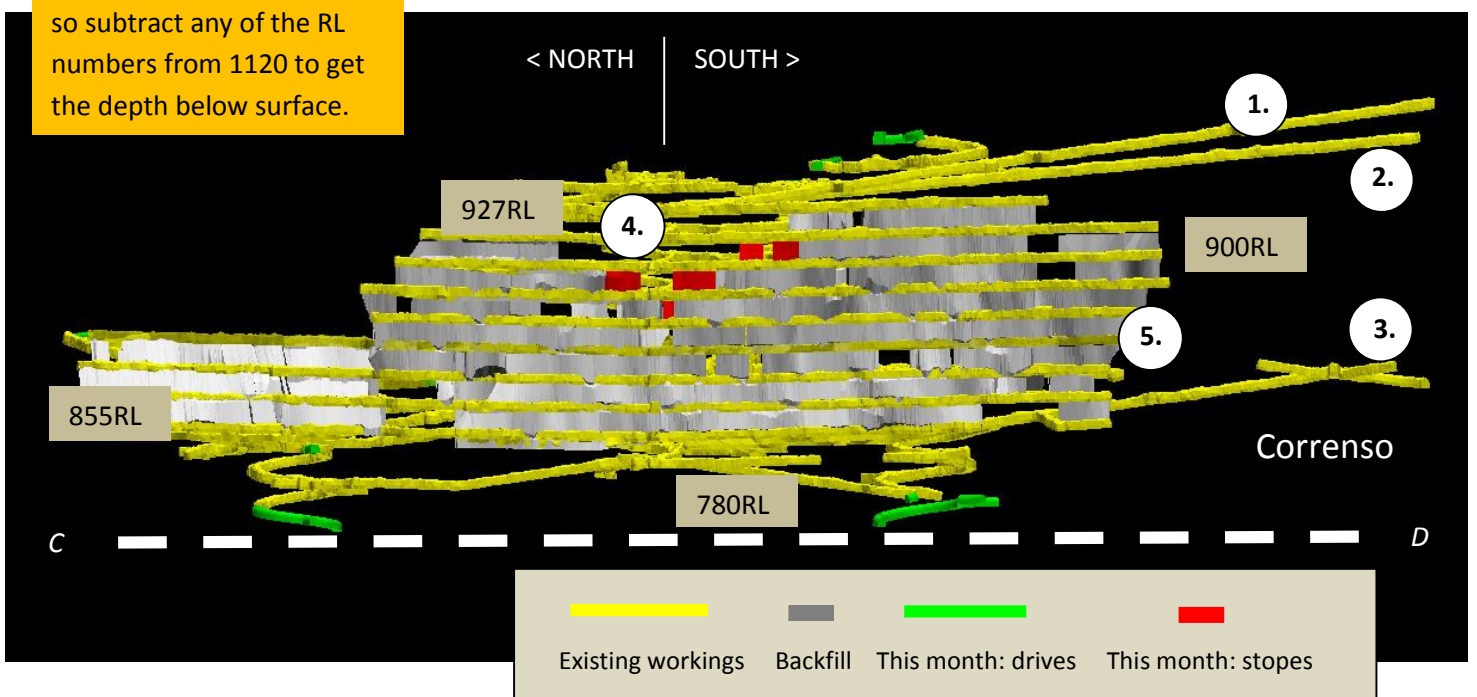 so subtract any of the RL
numbers from 1120 to get
the depth below surface.
< NORTH
SOUTH >
1.
2.
927RL
4.
900RL
5.
3.
855RL
Correnso
780RL
C
D
Existing workings
Backfill
This month: drives
This month: stopes